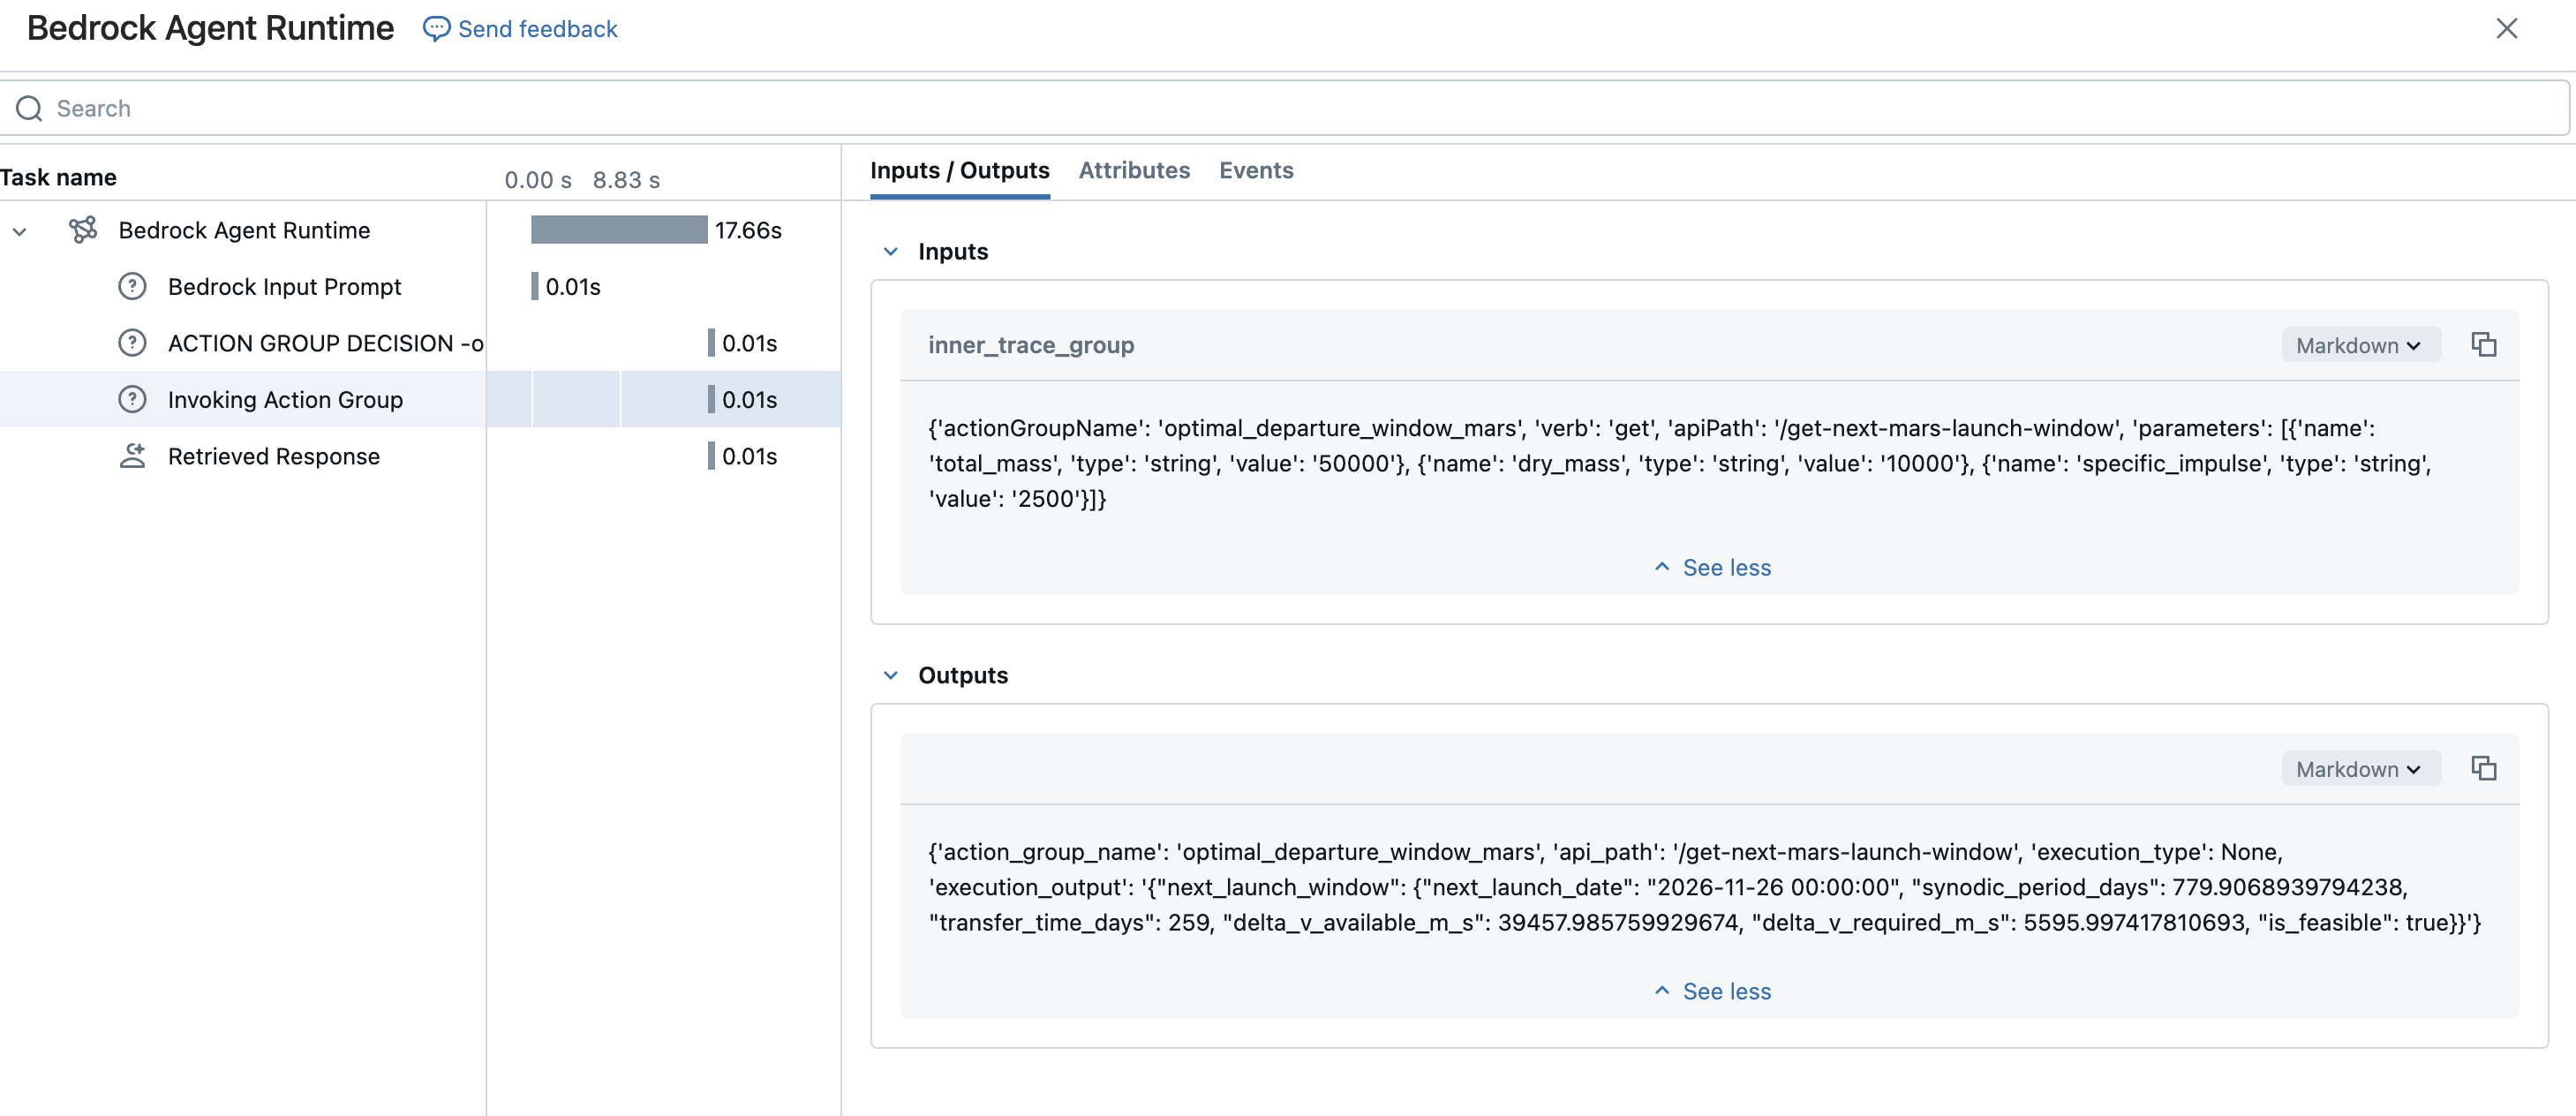 Bedrock Agent Runtime
Send feedback
Search
Task name
0.00 s 8.83 s
Bedrock Agent Runtime
17.66s
Bedrock Input Prompt
0.01s
ACTION GROUP DECISION -o
0.01s
Invoking Action Group
0.01s
Retrieved Response
0.01s
Inputs / Outputs Attributes Events
Inputs
inner_trace_group
Markdown
{'actionGroupName': 'optimal_departure_window_mars', 'verb': 'get', 'apiPath': '/get-next-mars-launch-window', 'parameters': [{'name':
'total_mass', 'type': 'string', 'value': '50000'}, {'name': 'dry_mass', 'type': 'string', 'value': '10000'}, {'name': 'specific_impulse', 'type': 'string',
'value': '2500'}]}
See less
Outputs
Markdown
{'action_group_name': 'optimal_departure_window_mars', 'api_path': '/get-next-mars-launch-window', 'execution_type': None,
'execution_output': '{"next_launch_window": {"next_launch_date": "2026-11-26 00:00:00", "synodic_period_days": 779.9068939794238,
"transfer_time_days": 259, "delta_v_available_m_s": 39457.985759929674, "delta_v_required_m_s": 5595.997417810693, "is_feasible": true}}'}
See less